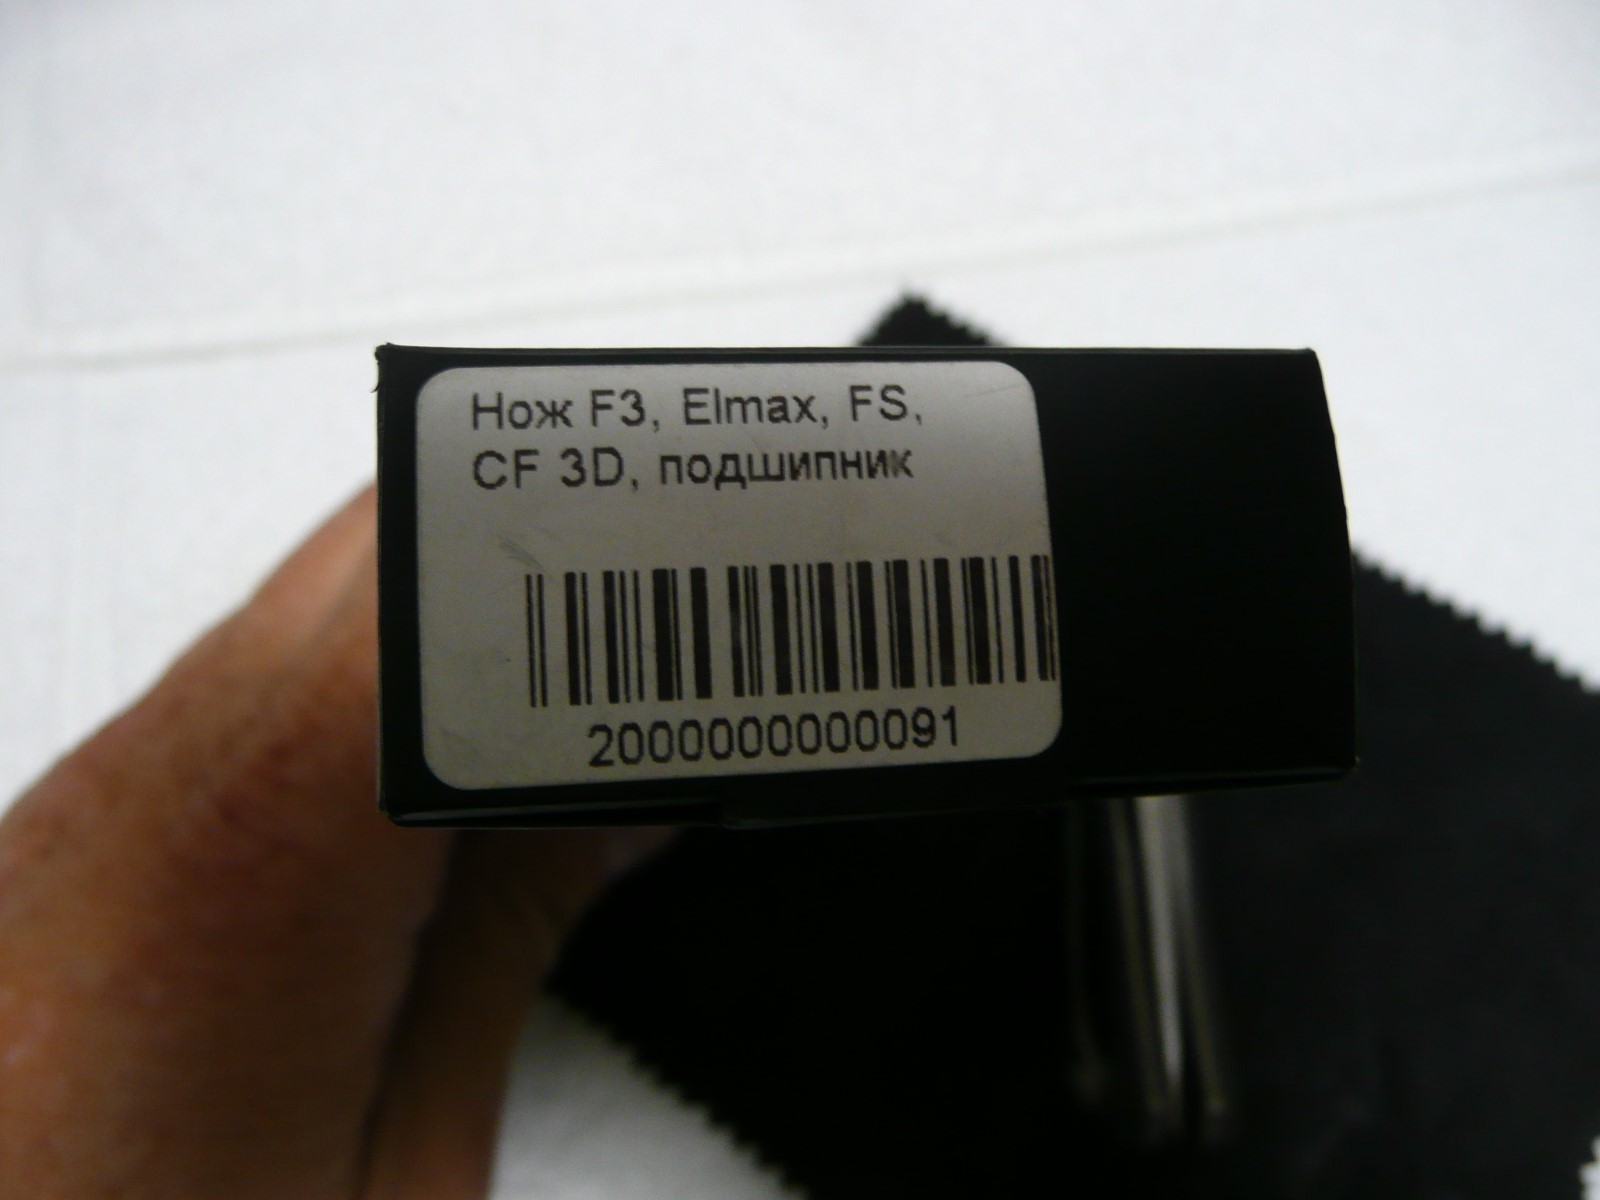 Нож F3, Elmax, FS,
CF 3D, подшипник
2000000000091